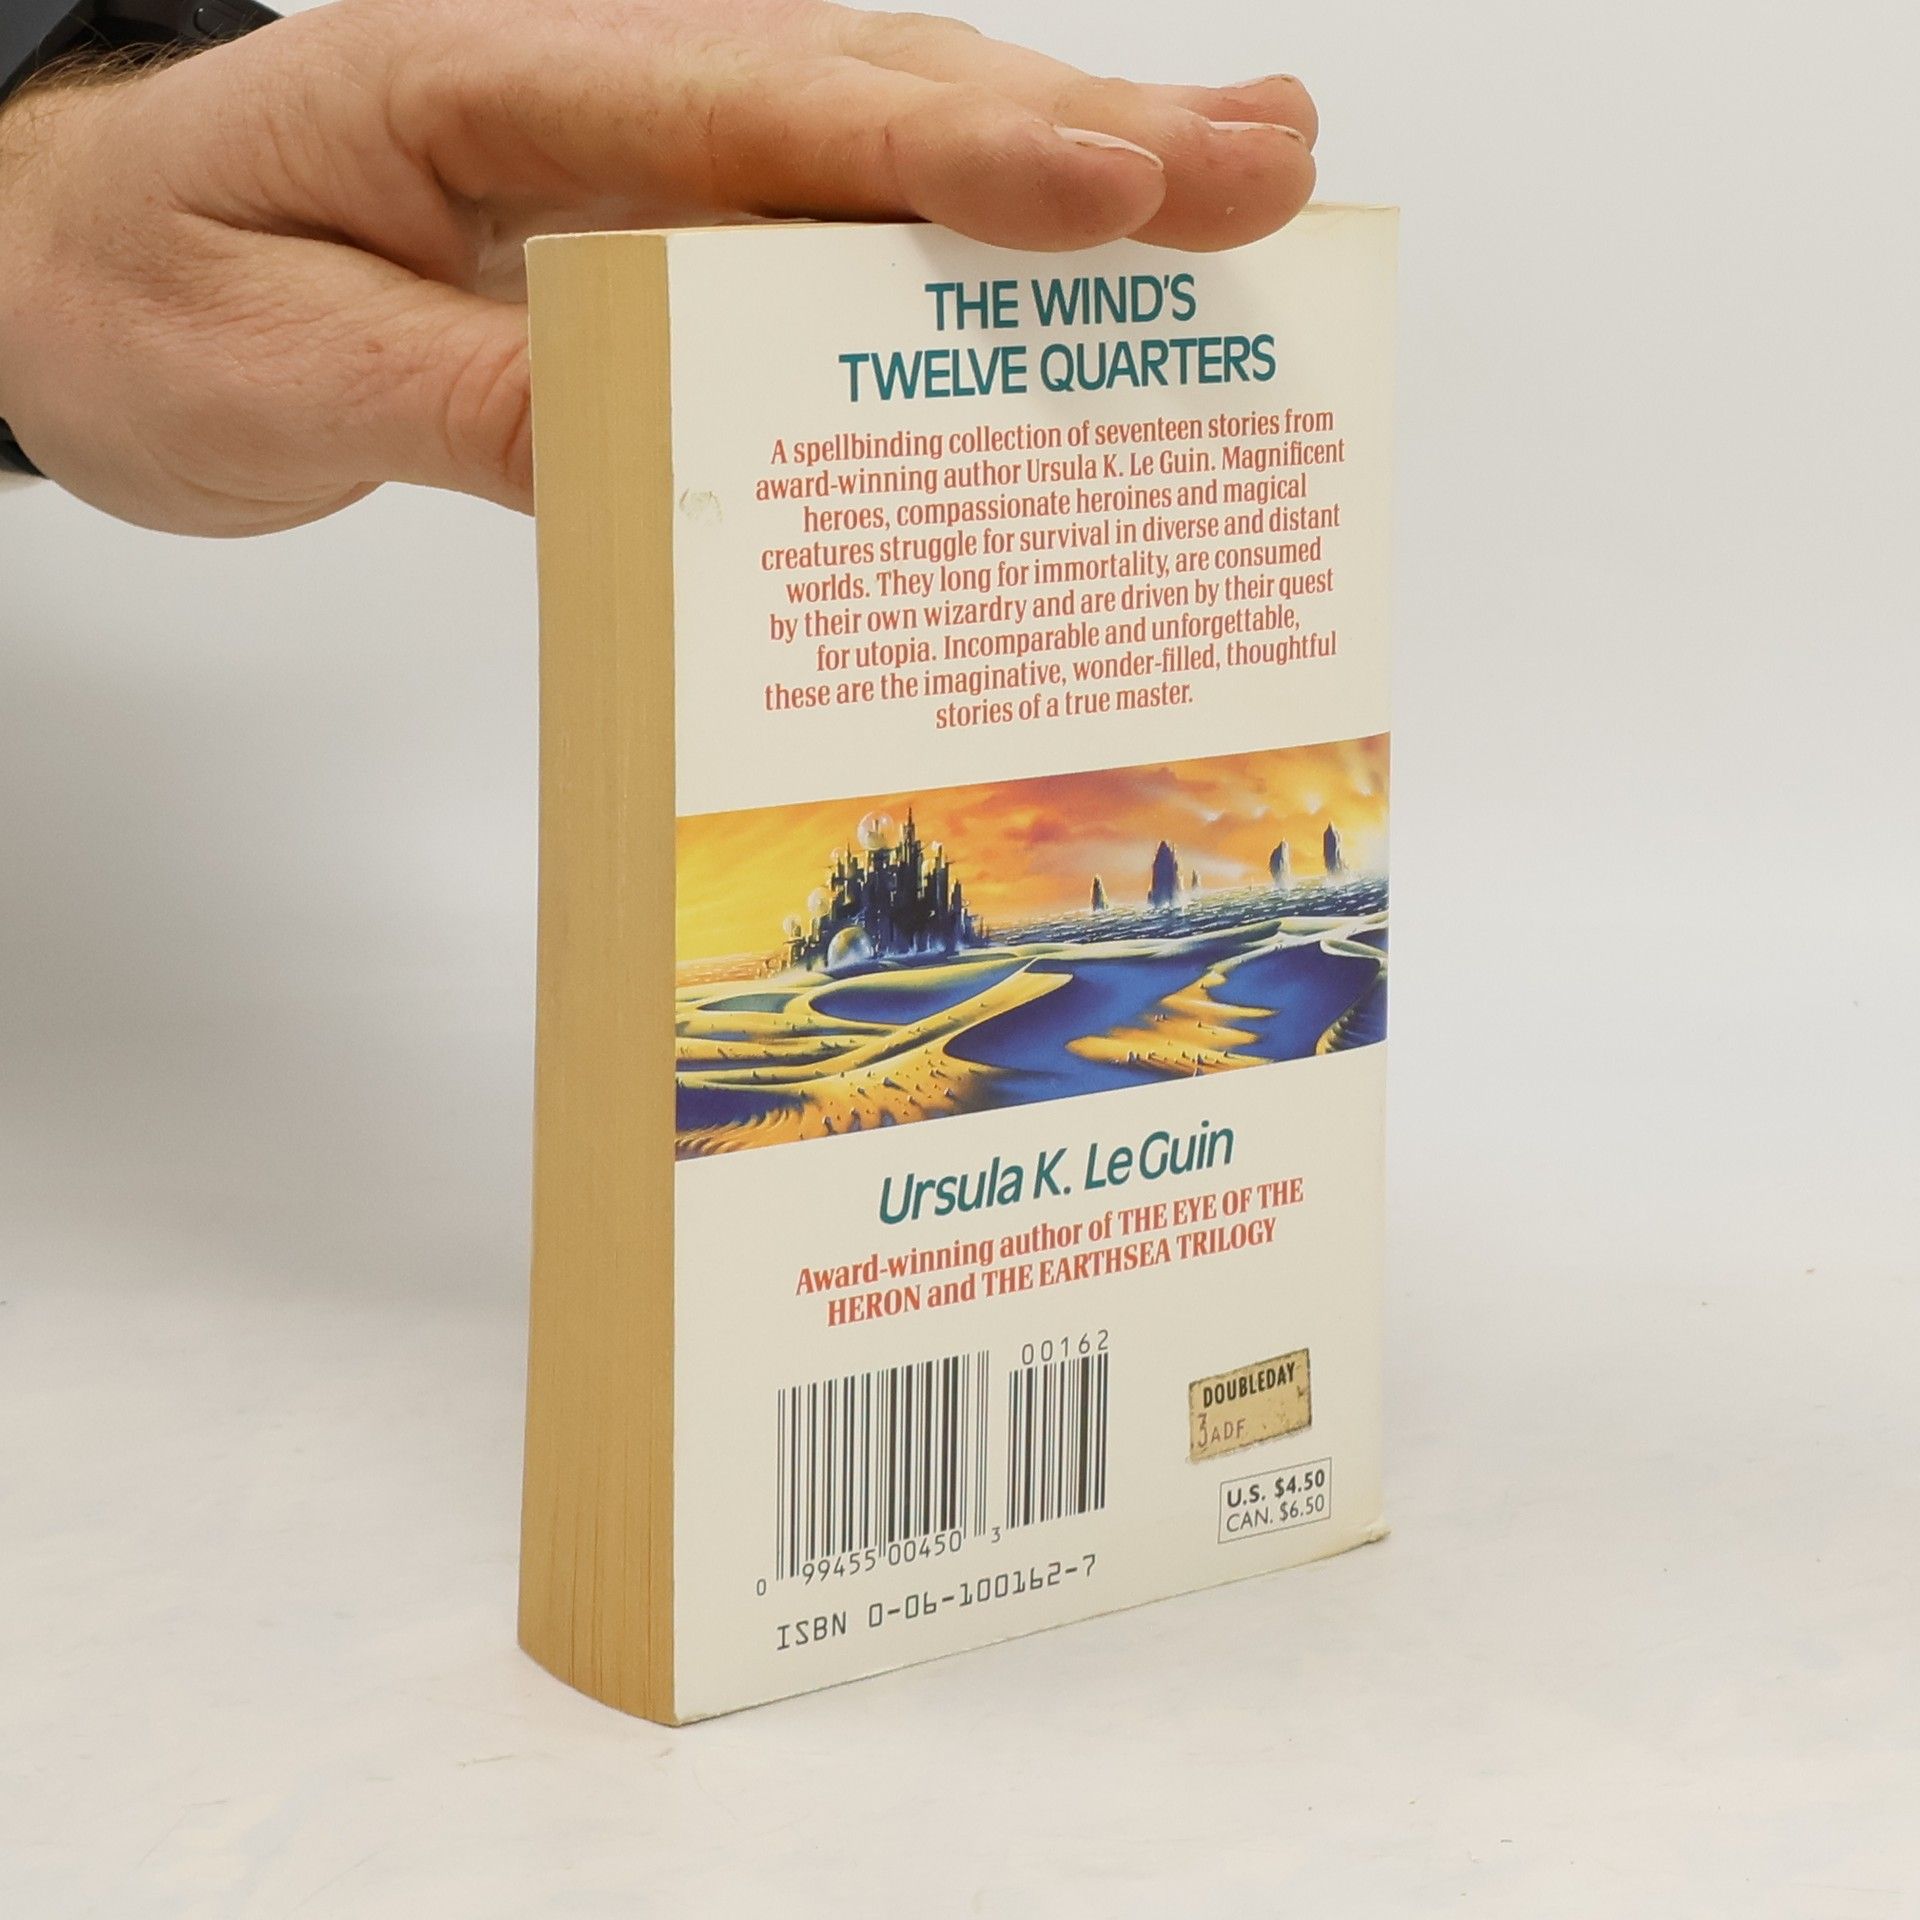 THE WIND'S
TWELVE QUARTERS
A spellbinding collection of seventeen stories from
award-winning author Ursula K. Le Guin. Magnificent
heroes, compassionate heroines and magical
creatures struggle for survival in diverse and distant
worlds. They long for immortality, are consumed
by their own wizardry and are driven by their quest
for utopia. Incomparable and unforgettable,
these are the imaginative, wonder-filled, thoughtful
stories of a true master.
Ursula K. Le Guin
Award-winning author of THE EYE OF THE
HERON and THE EARTHSEA TRILOGY
00162
0 99455 00450 3
ISBN 0-06-100162-7
DOUBLEDAY
3ADF
U.S. $4.50
CAN. $6.50